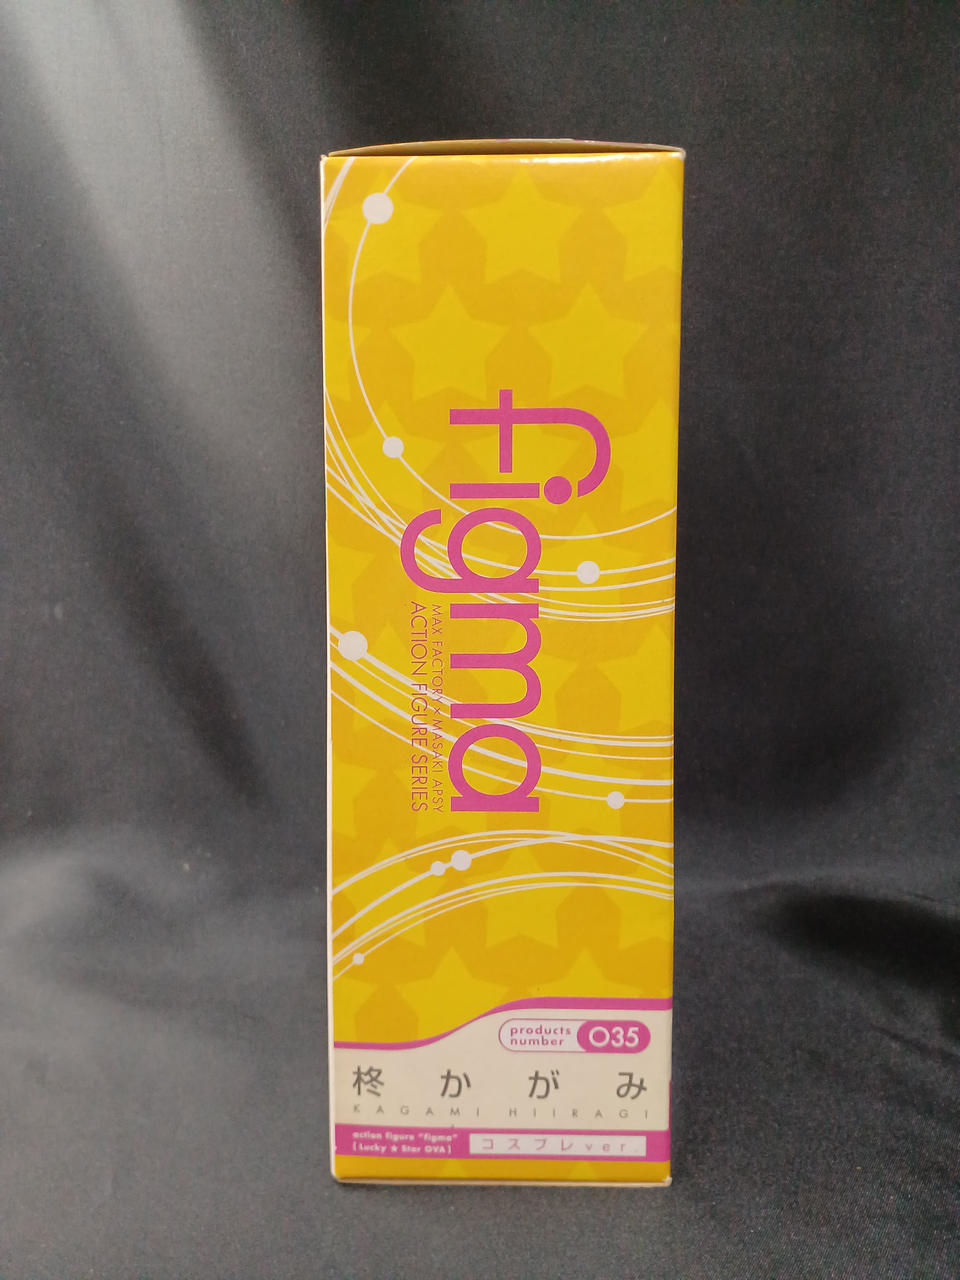 figma
MAX FACTORY × MASAKI APSY
ACTION FIGURE SERIES
products
number
035
柊かがみ
KAGAMI HIIRAGI
action figure "figma"
[Lucky ★ Star OVA]
コスプレver.